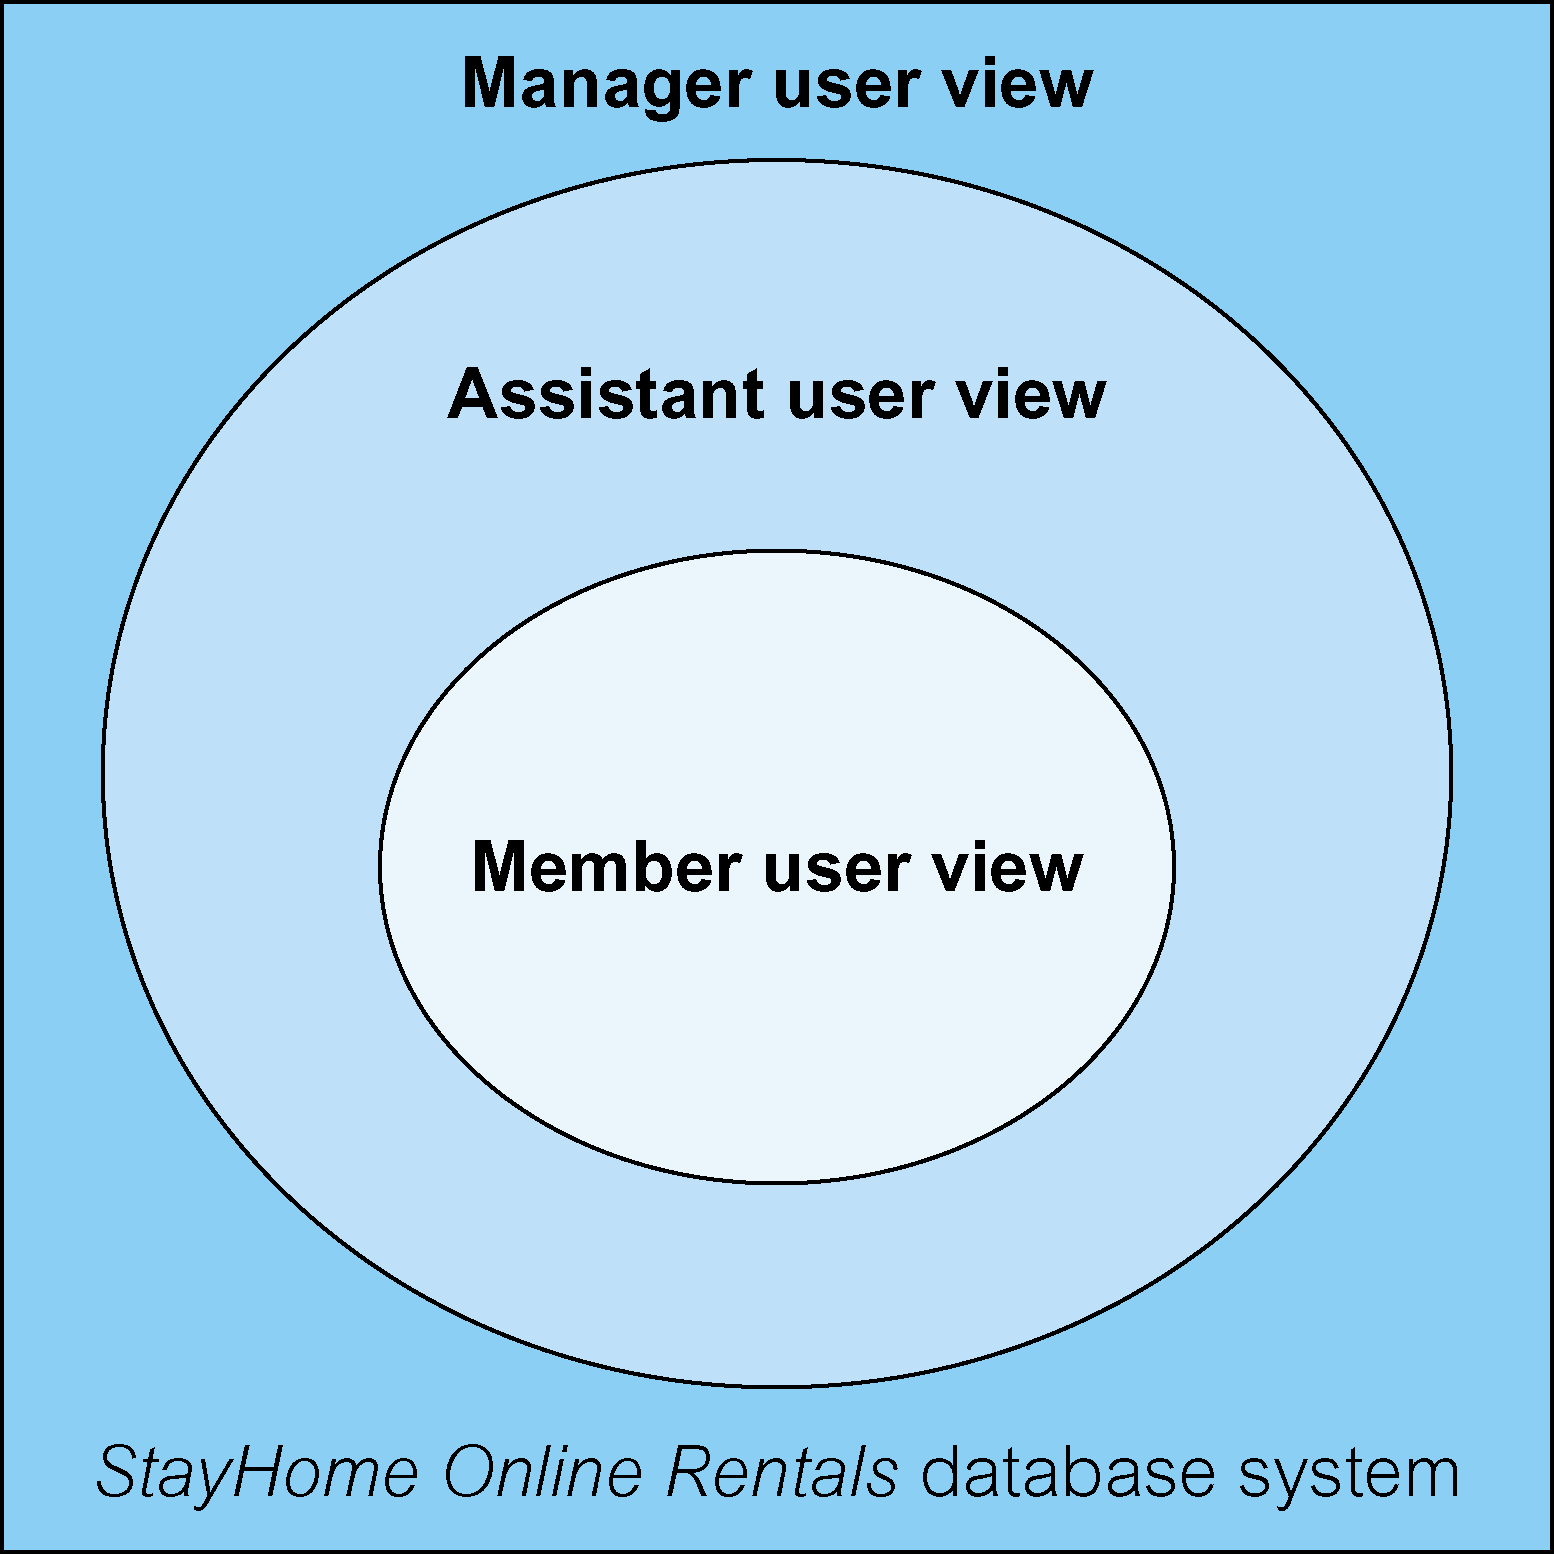 Manager user view
Assistant user view
Member user view
StayHome Online Rentals database system